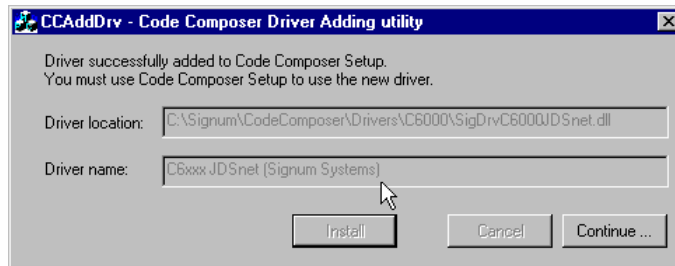 CCAddDrv - Code Composer Driver Adding utility
Driver successfully added to Code Composer Setup.
You must use Code Composer Setup to use the new driver.
Driver location: C:\Signum\CodeComposer\Drivers\C6000\SigDrvC6000JDSnet.dll
Driver name: C6xxx JDSnet (Signum Systems)
Install Cancel Continue ...